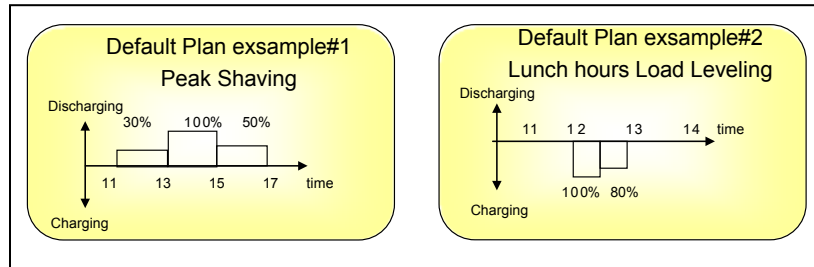 Default Plan exsample#1
Peak Shaving
Discharging
30% 100% 50%
11 13 15 17 time
Charging
Default Plan exsample#2
Lunch hours Load Leveling
Discharging
11 12 13 14 time
100% 80%
Charging